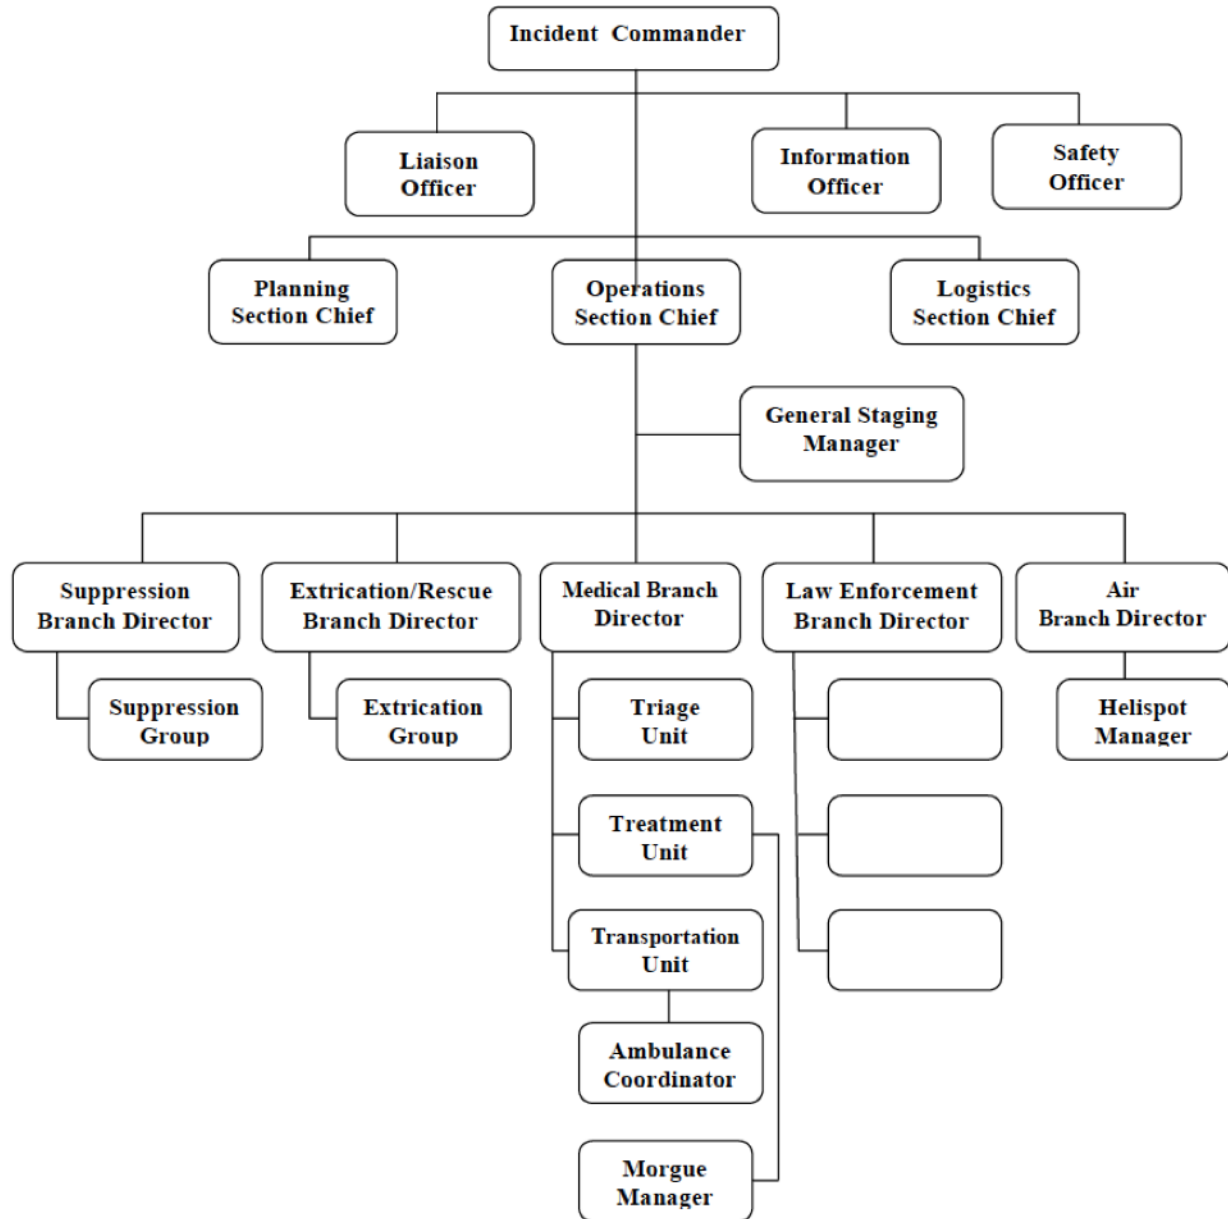 Incident Commander
Liaison
Officer
Information
Officer
Safety
Officer
Planning
Section Chief
Operations
Section Chief
Logistics
Section Chief
General Staging
Manager
Suppression
Branch Director
Extrication/Rescue
Branch Director
Medical Branch
Director
Law Enforcement
Branch Director
Air
Branch Director
Suppression
Group
Extrication
Group
Triage
Unit
Helispot
Manager
Treatment
Unit
Transportation
Unit
Ambulance
Coordinator
Morgue
Manager